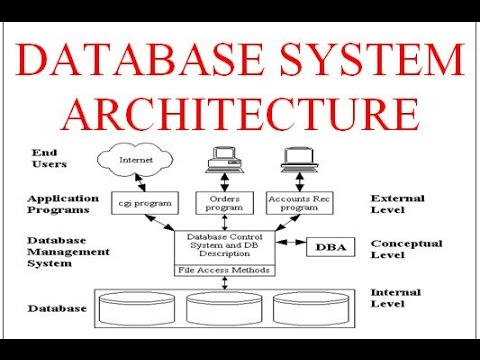 DATABASE SYSTEM
ARCHITECTURE
End
Users
Internet
Application
Programs
cgi program
Orders
program
Accounts Rec
program
External
Level
Database
Management
System
Database Control
System and DB
Description
File Access Methods
DBA
Conceptual
Level
Database
Internal
Level